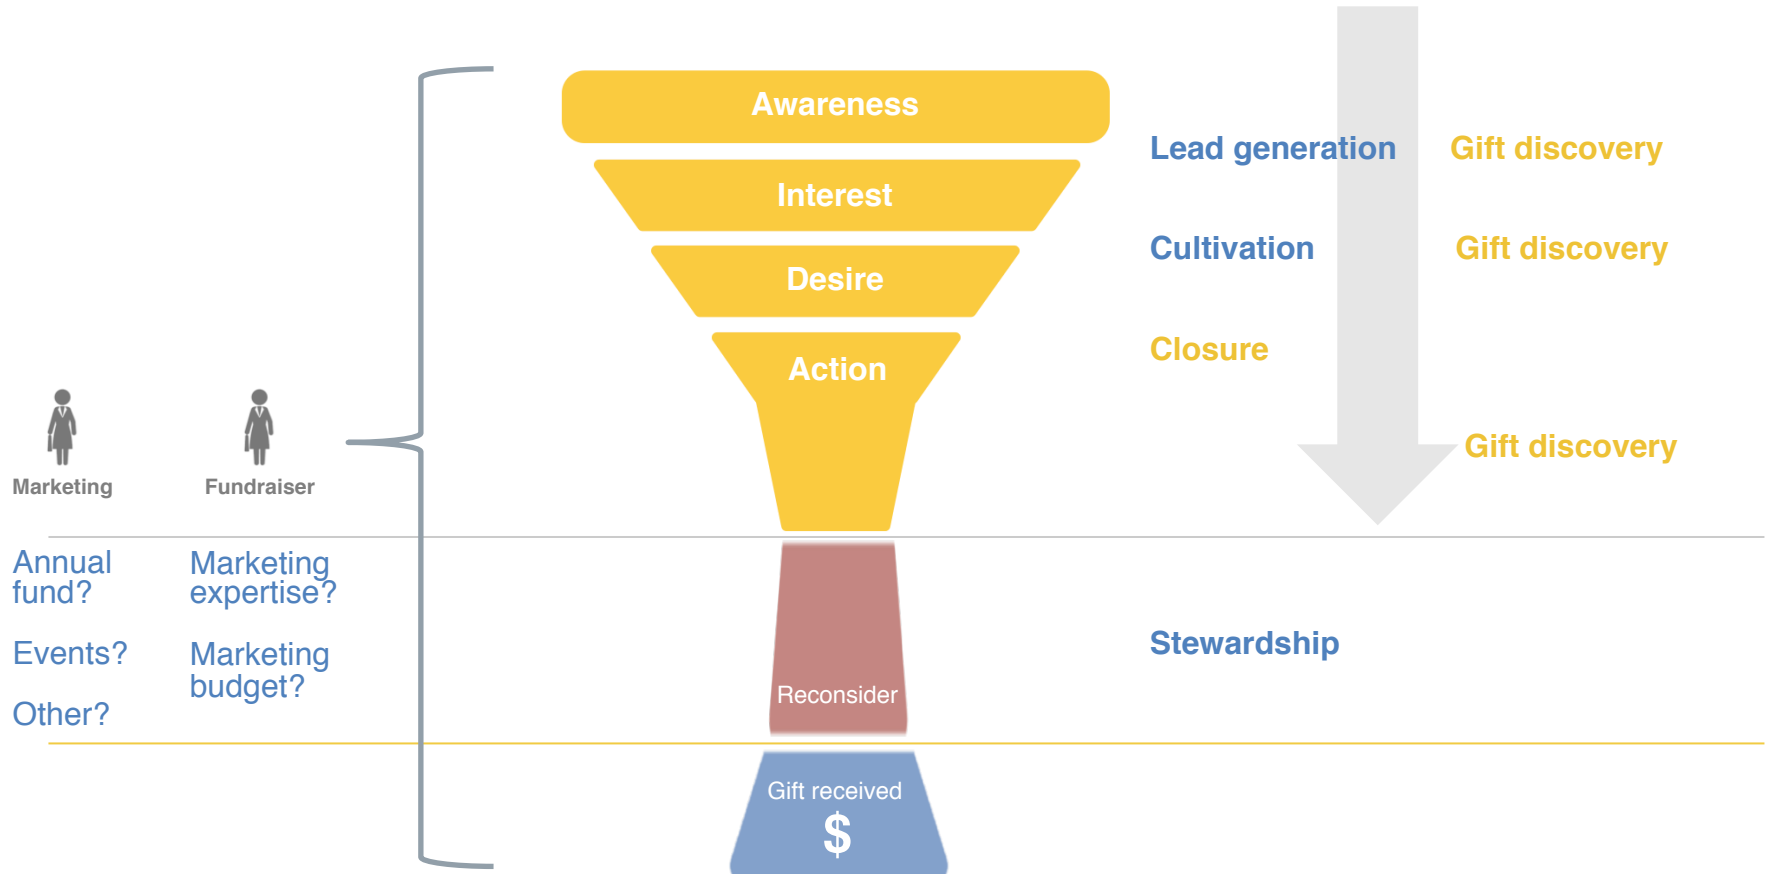 Awareness
Lead generation
Gift discovery
Interest
Cultivation
Gift discovery
Desire
Closure
Action
Gift discovery
Marketing
Fundraiser
Annual
fund?
Events?
Other?
Marketing
expertise?
Marketing
budget?
Stewardship
Reconsider
Gift received
$